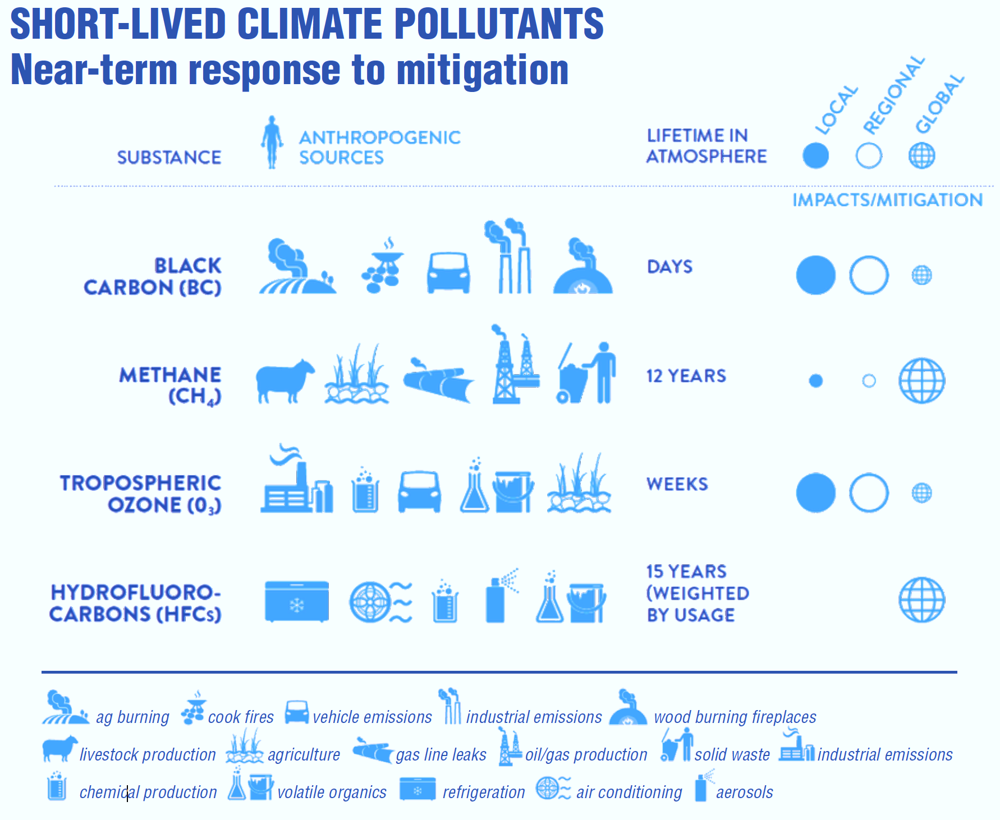 SHORT-LIVED CLIMATE POLLUTANTS
Near-term response to mitigation
SUBSTANCE
ANTHROPOGENIC
SOURCES
LIFETIME IN
ATMOSPHERE
LOCAL
REGIONAL
GLOBAL
IMPACTS/MITIGATION
BLACK
CARBON (BC)
DAYS
METHANE
(CH₄)
12 YEARS
TROPOSPHERIC
OZONE (0₃)
WEEKS
HYDROFLUORO-
CARBONS (HFCs)
15 YEARS
(WEIGHTED
BY USAGE
ag burning cook fires vehicle emissions industrial emissions wood burning fireplaces
livestock production agriculture gas line leaks oil/gas production solid waste industrial emissions
chemical production volatile organics refrigeration air conditioning aerosols